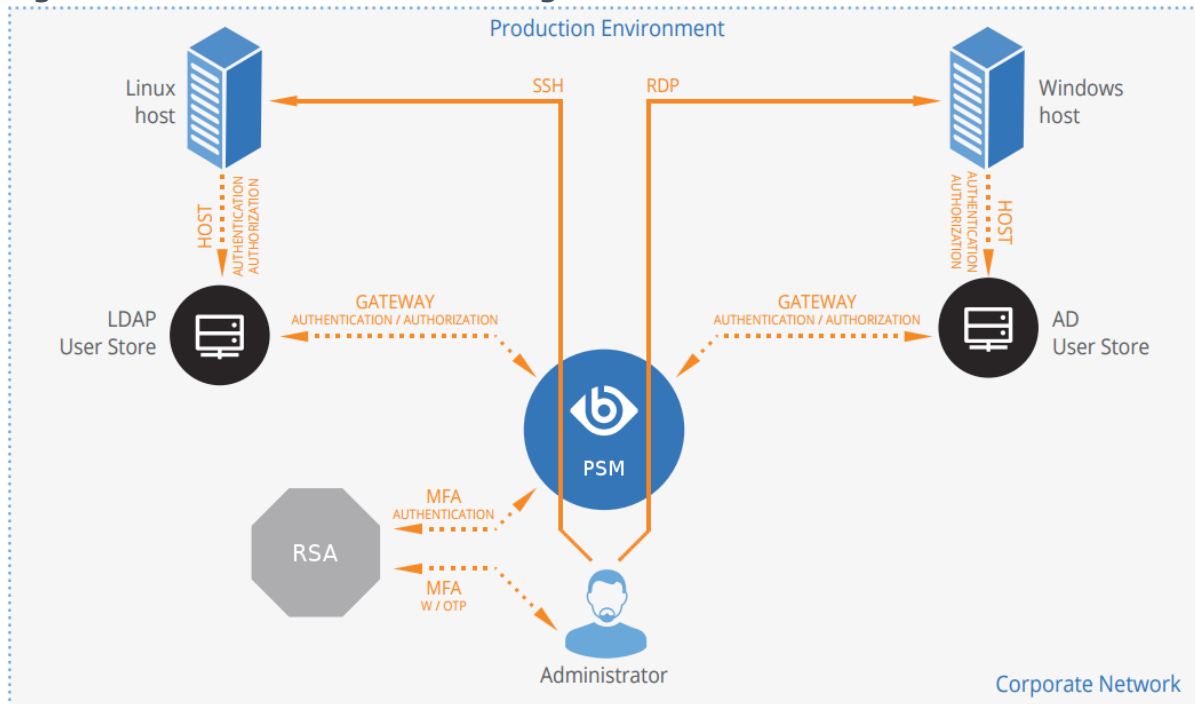 Production Environment
Linux
host
SSH
RDP
Windows
host
HOST
AUTHENTICATION
AUTHORIZATION
HOST
AUTHENTICATION
AUTHORIZATION
LDAP
User Store
GATEWAY
AUTHENTICATION / AUTHORIZATION
GATEWAY
AUTHENTICATION / AUTHORIZATION
AD
User Store
PSM
MFA
AUTHENTICATION
RSA
MFA
W / OTP
Administrator
Corporate Network